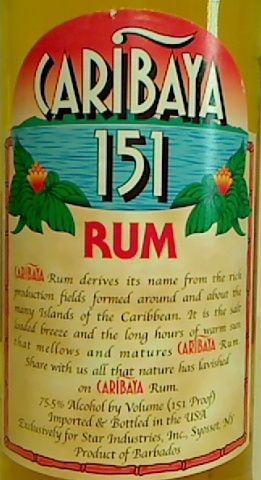 CARIBAYA
151
RUM
CARIBAYA Rum derives its name from the rich
production fields formed around and about the
many Islands of the Caribbean. It is the salt
loaded breeze and the long hours of warm sun
that mellows and matures CARIBAYA Rum.
Share with us all that nature has lavished
on CARIBAYA Rum.
75.5% Alcohol by Volume (151 Proof)
Imported & Bottled in the USA
Exclusively for Star Industries, Inc., Syosset, NY
Product of Barbados